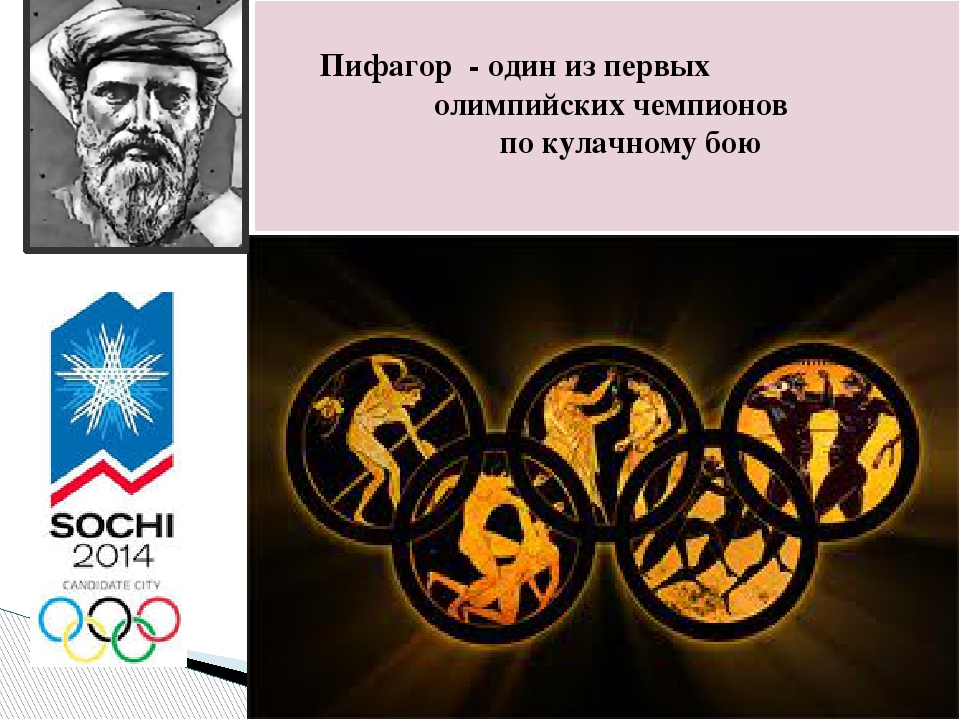 Пифагор - один из первых
олимпийских чемпионов
по кулачному бою
SOCHI
2014
CANDIDATE CITY